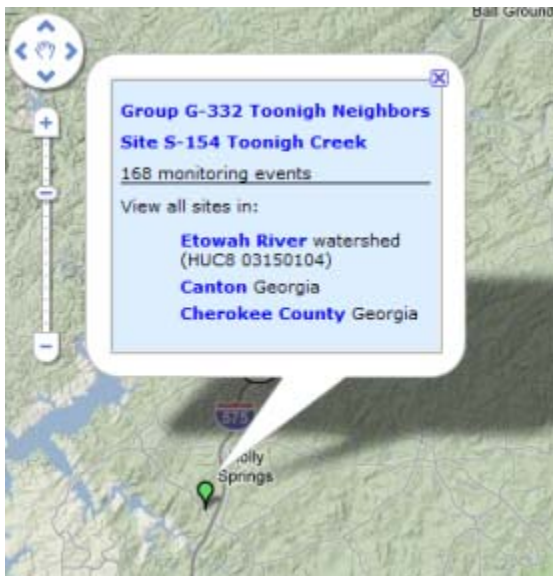 Ball Ground
Group G-332 Toonigh Neighbors
Site S-154 Toonigh Creek
168 monitoring events
View all sites in:
Etowah River watershed
(HUC8 03150104)
Canton Georgia
Cherokee County Georgia
575
Holly
Springs